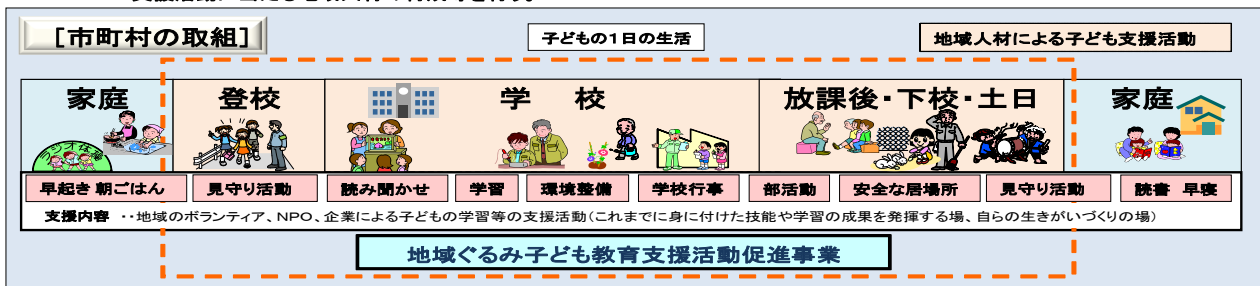 [市町村の取組]
子どもの１日の生活
地域人材による子ども支援活動
家庭
登校
学 校
放課後・下校・土日
家庭
ラジオ体操
早起き 朝ごはん
見守り活動
読み聞かせ
学習
環境整備
学校行事
部活動
安全な居場所
見守り活動
読書 早寝
支援内容 ・・地域のボランティア、NPO、企業による子どもの学習等の支援活動(これまでに身に付けた技能や学習の成果を発揮する場、自らの生きがいづくりの場)
地域ぐるみ子ども教育支援活動促進事業